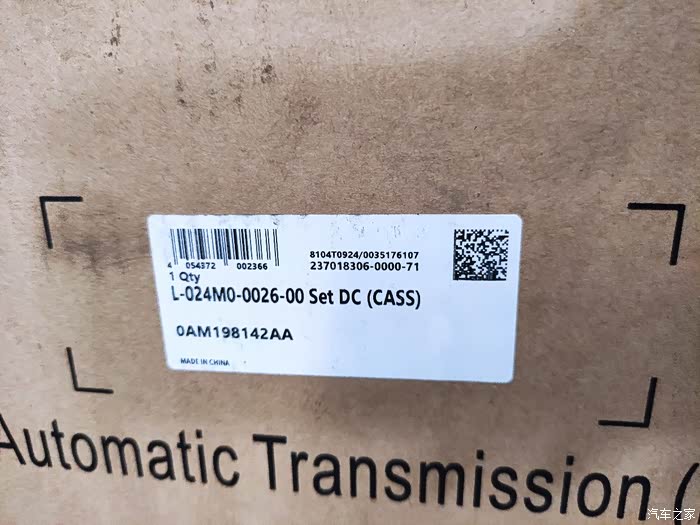 8104T0924/0035176107
4 054372 002366
237018306-0000-71
1 Qty
L-024M0-0026-00 Set DC (CASS)
0AM198142AA
MADE IN CHINA
Automatic Transmission (
汽车之家